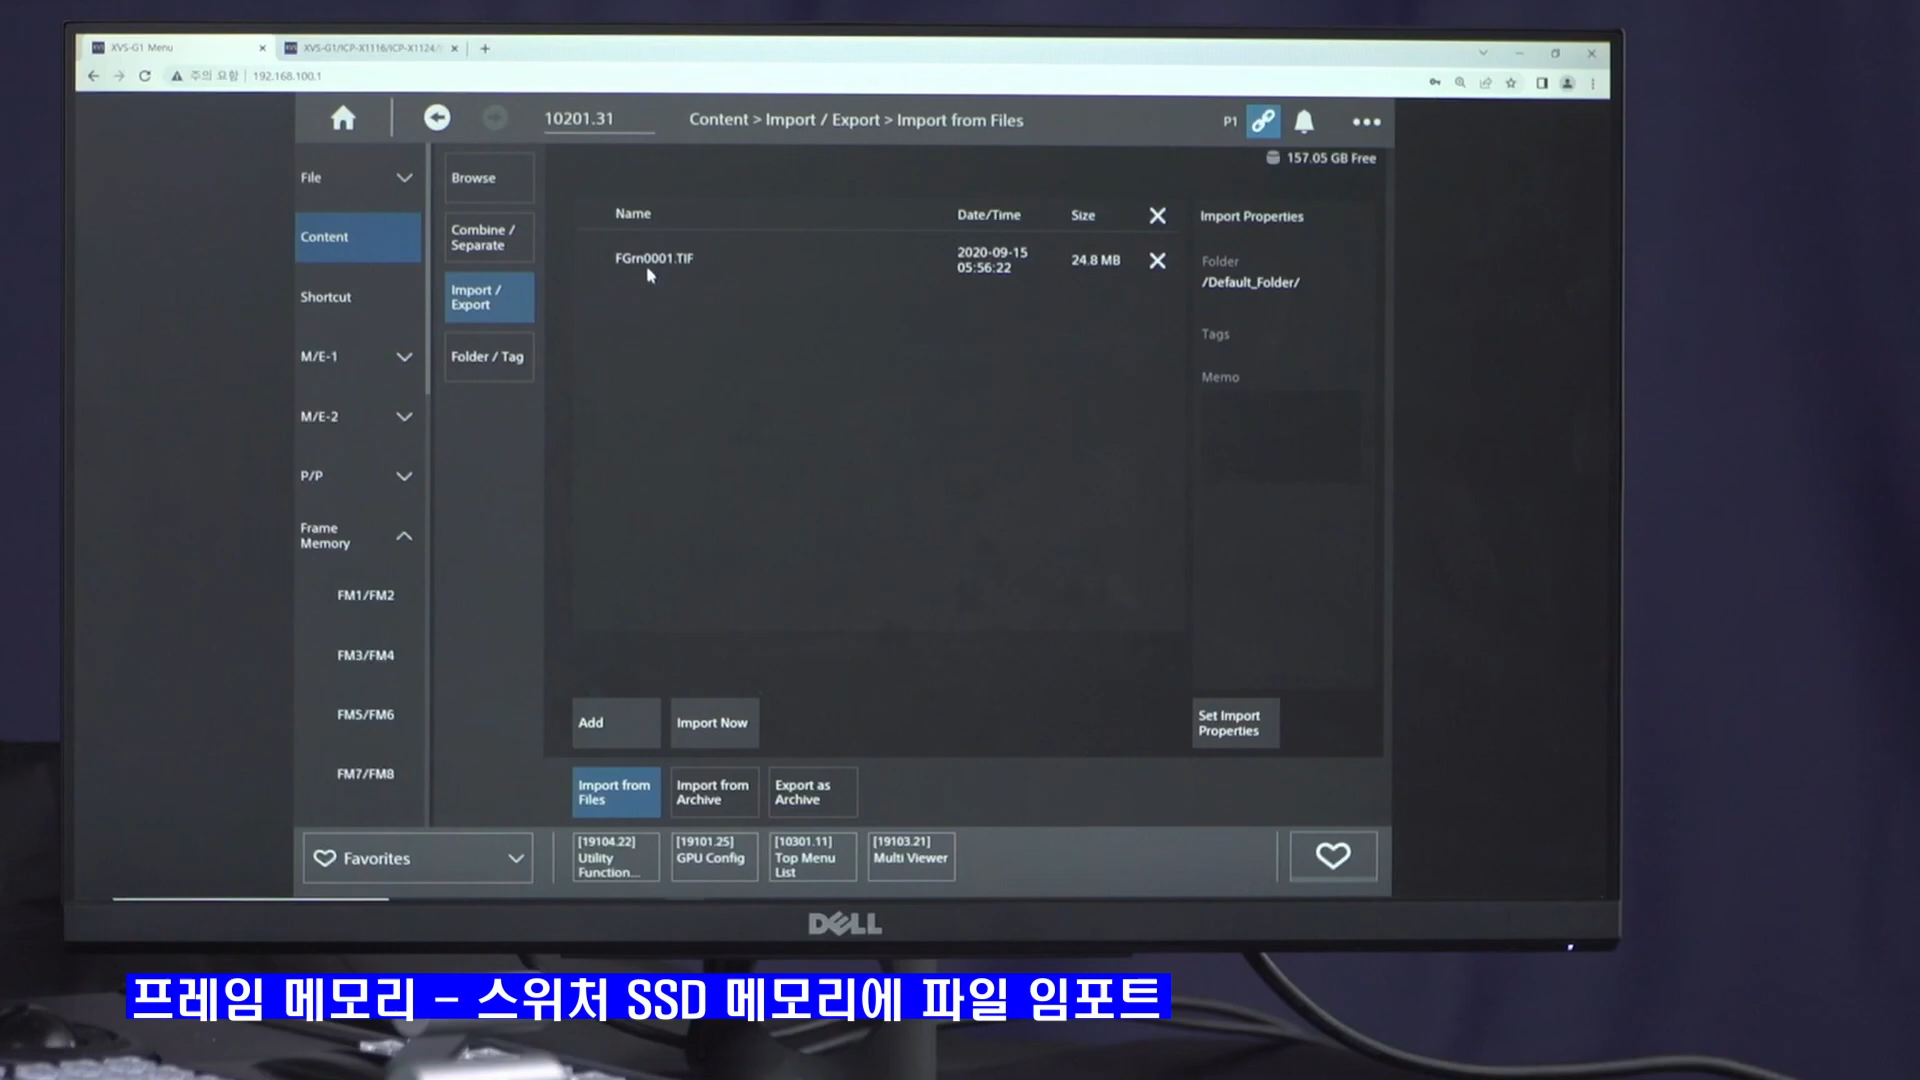 XVS-G1 Menu
XVS-G1/ICP-X1116/ICP-X1124/
주의 요함 192.168.100.1
10201.31
Content > Import / Export > Import from Files
P1
157.05 GB Free
File
Content
Shortcut
M/E-1
M/E-2
P/P
Frame
Memory
FM1/FM2
FM3/FM4
FM5/FM6
FM7/FM8
Browse
Combine /
Separate
Import /
Export
Folder / Tag
Name Date/Time Size
FGrn0001.TIF 2020-09-15
05:56:22 24.8 MB
Import Properties
Folder
/Default_Folder/
Tags
Memo
Add
Import Now
Set Import
Properties
Import from
Files
Import from
Archive
Export as
Archive
Favorites
[19104.22]
Utility
Function...
[19101.25]
GPU Config
[10301.11]
Top Menu
List
[19103.21]
Multi Viewer
DELL
프레임 메모리 - 스위처 SSD 메모리에 파일 임포트